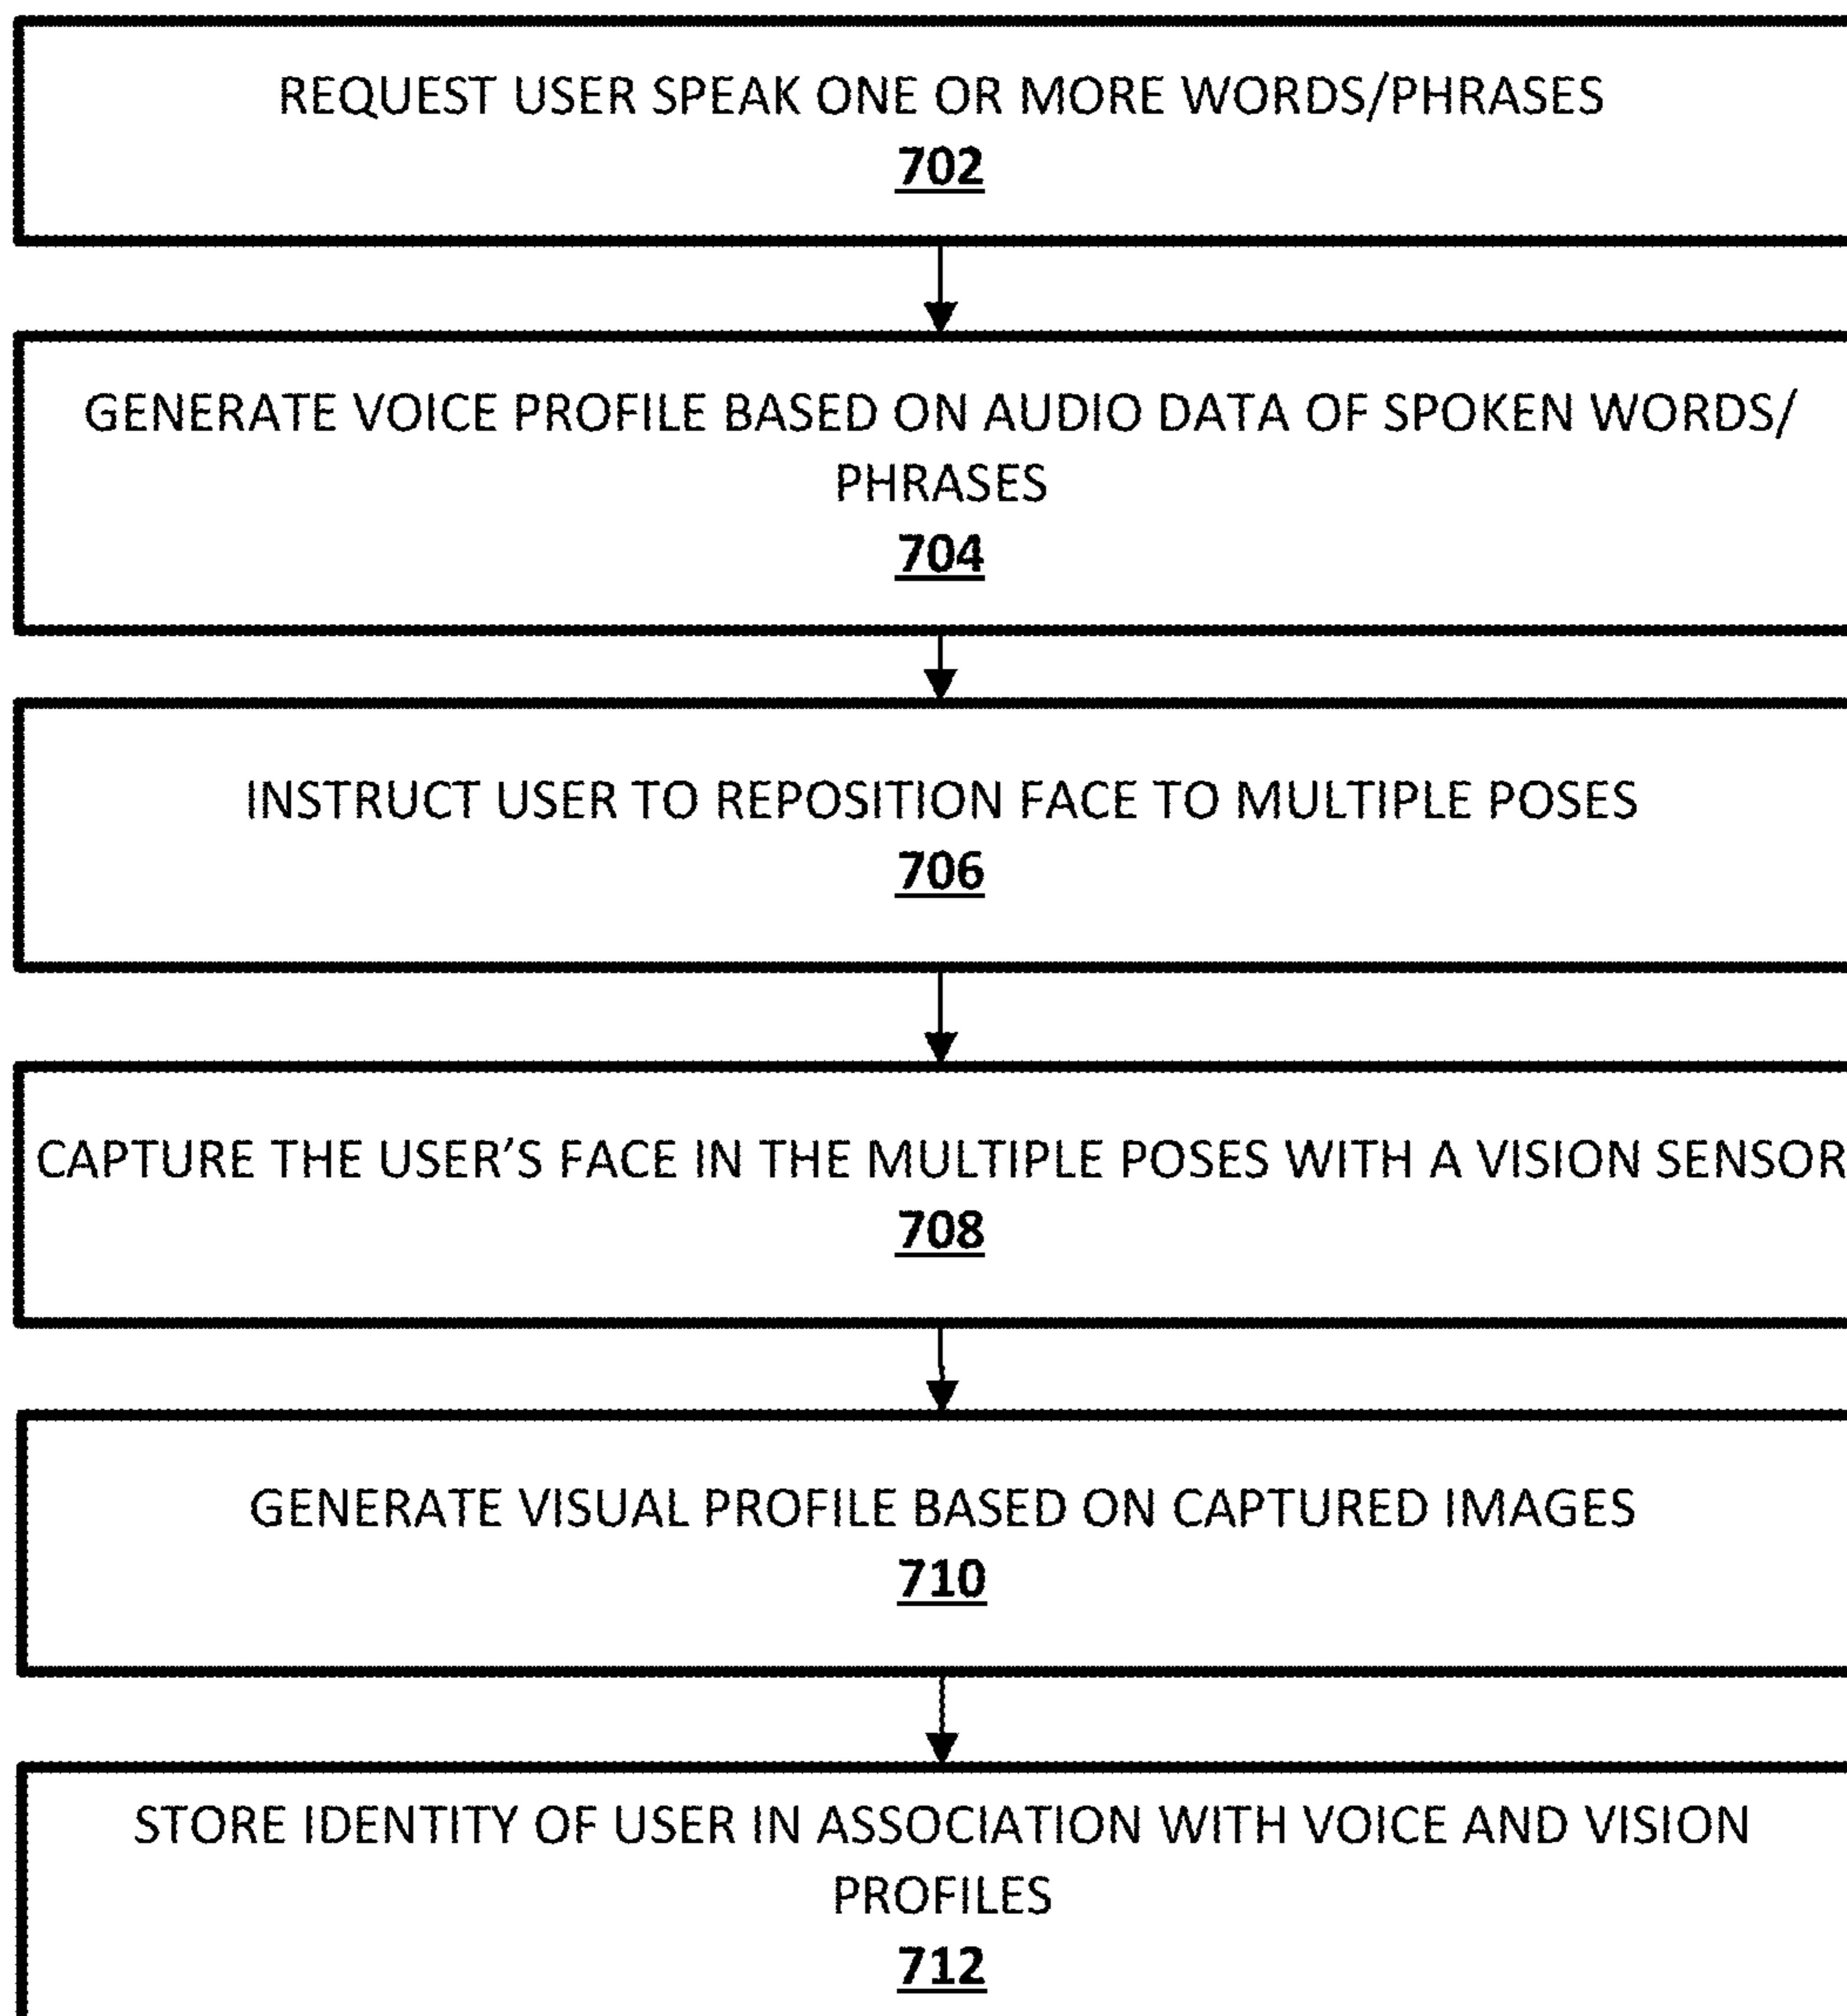 REQUEST USER SPEAK ONE OR MORE WORDS/PHRASES
702
GENERATE VOICE PROFILE BASED ON AUDIO DATA OF SPOKEN WORDS/
PHRASES
704
INSTRUCT USER TO REPOSITION FACE TO MULTIPLE POSES
706
CAPTURE THE USER’S FACE IN THE MULTIPLE POSES WITH A VISION SENSOR
708
GENERATE VISUAL PROFILE BASED ON CAPTURED IMAGES
710
STORE IDENTITY OF USER IN ASSOCIATION WITH VOICE AND VISION
PROFILES
712